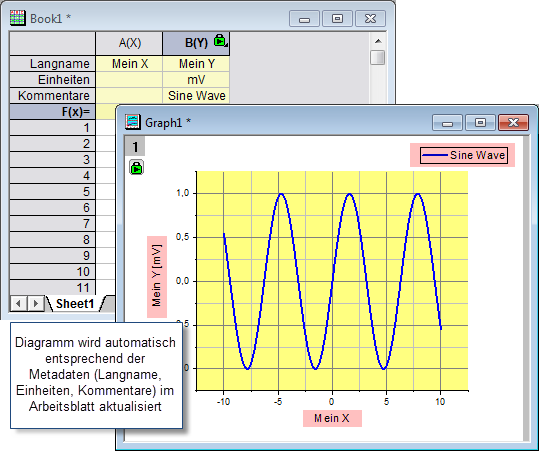 Book1 *
A(X) B(Y)
Langname Mein X Mein Y
Einheiten mV
Kommentare Sine Wave
F(x)=
1
2
3
4
5
6
7
8
9
10
11
Sheet1
Graph1 *
1
Sine Wave
Mein Y [mV]
1,0
0,5
0,0
,5
0
-10 -5 0 5 10
Mein X
Diagramm wird automatisch
entsprechend der
Metadaten (Langname,
Einheiten, Kommentare) im
Arbeitsblatt aktualisiert